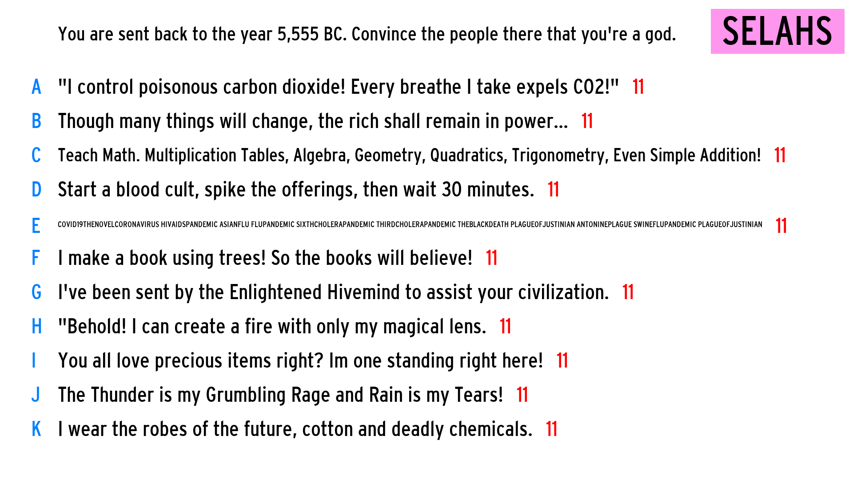 You are sent back to the year 5,555 BC. Convince the people there that you're a god.
SELAHS
A "I control poisonous carbon dioxide! Every breathe I take expels CO2!" 11
B Though many things will change, the rich shall remain in power... 11
C Teach Math. Multiplication Tables, Algebra, Geometry, Quadratics, Trigonometry, Even Simple Addition! 11
D Start a blood cult, spike the offerings, then wait 30 minutes. 11
E COVID19THENOVELCORONAVIRUS HIVAIDSPANDEMIC ASIANFLU FLUPANDEMIC SIXTHCHOLERAPANDEMIC THIRDCHOLERAPANDEMIC THEBLACKDEATH PLAGUEOFJUSTINIAN ANTONINEPLAGUE SWINEFLUPANDEMIC PLAGUEOFJUSTINIAN 11
F I make a book using trees! So the books will believe! 11
G I've been sent by the Enlightened Hivemind to assist your civilization. 11
H "Behold! I can create a fire with only my magical lens. 11
I You all love precious items right? Im one standing right here! 11
J The Thunder is my Grumbling Rage and Rain is my Tears! 11
K I wear the robes of the future, cotton and deadly chemicals. 11